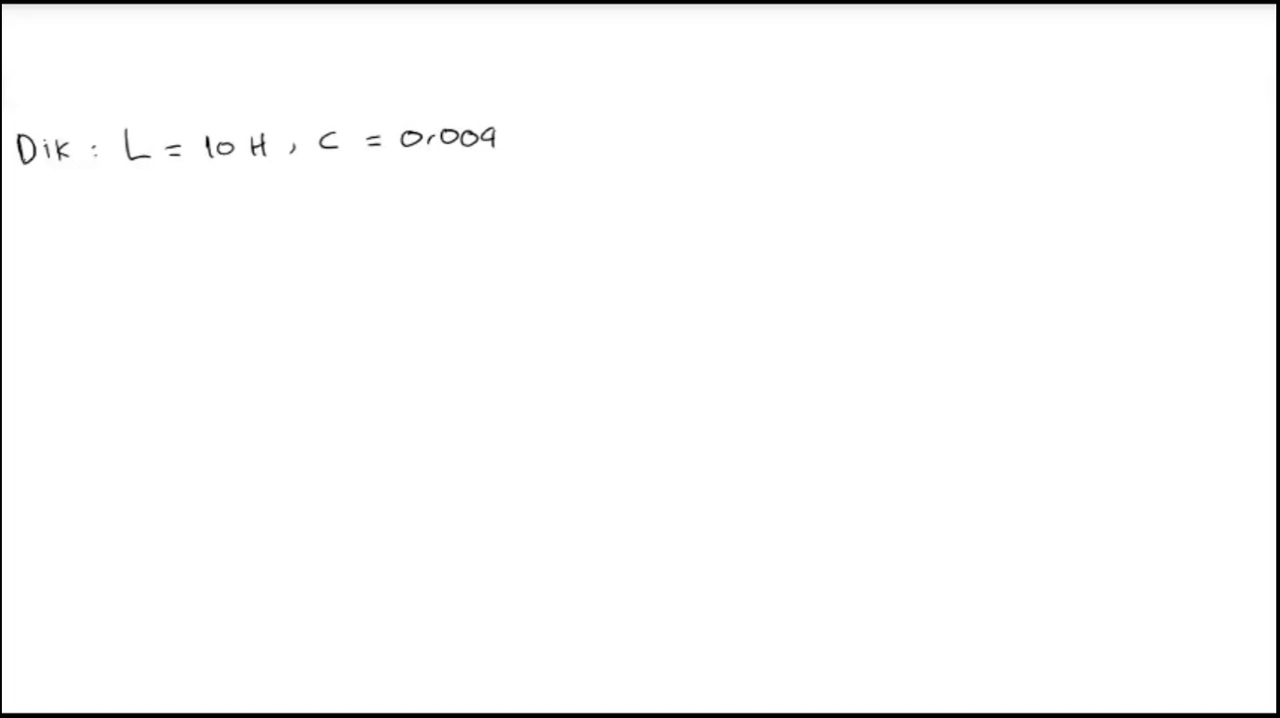 Dik : L = 10 H , C = 0,009